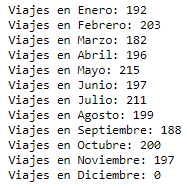 Viajes en Enero: 192
Viajes en Febrero: 203
Viajes en Marzo: 182
Viajes en Abril: 196
Viajes en Mayo: 215
Viajes en Junio: 197
Viajes en Julio: 211
Viajes en Agosto: 199
Viajes en Septiembre: 188
Viajes en Octubre: 200
Viajes en Noviembre: 197
Viajes en Diciembre: 0